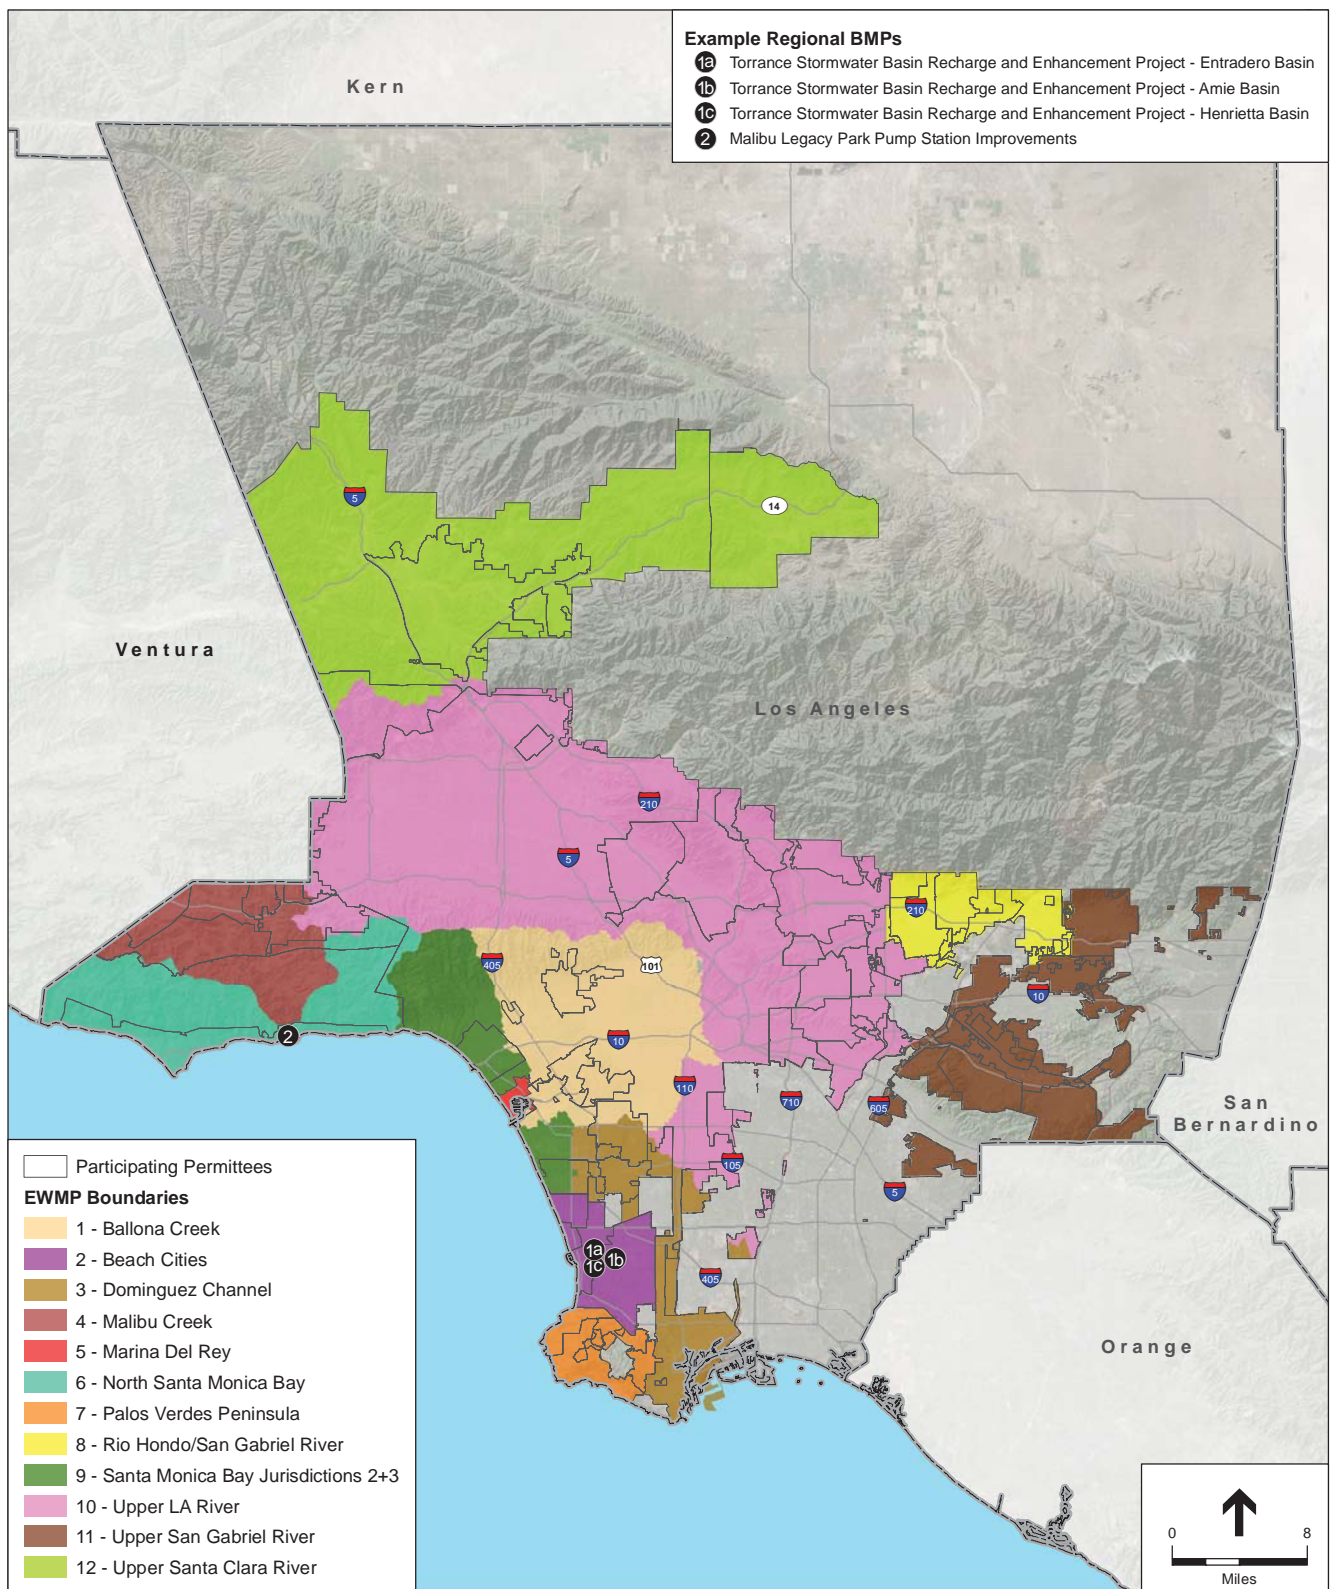 Example Regional BMPs
1a Torrance Stormwater Basin Recharge and Enhancement Project - Entradero Basin
1b Torrance Stormwater Basin Recharge and Enhancement Project - Amie Basin
1c Torrance Stormwater Basin Recharge and Enhancement Project - Henrietta Basin
2 Malibu Legacy Park Pump Station Improvements
Kern
5
14
Ventura
Los Angeles
210
5
210
405
101
10
2
10
110
710
605
San
Bernardino
105
5
1a
1b
1c
405
Orange
Participating Permittees
EWMP Boundaries
1 - Ballona Creek
2 - Beach Cities
3 - Dominguez Channel
4 - Malibu Creek
5 - Marina Del Rey
6 - North Santa Monica Bay
7 - Palos Verdes Peninsula
8 - Rio Hondo/San Gabriel River
9 - Santa Monica Bay Jurisdictions 2+3
10 - Upper LA River
11 - Upper San Gabriel River
12 - Upper Santa Clara River
0 8
Miles